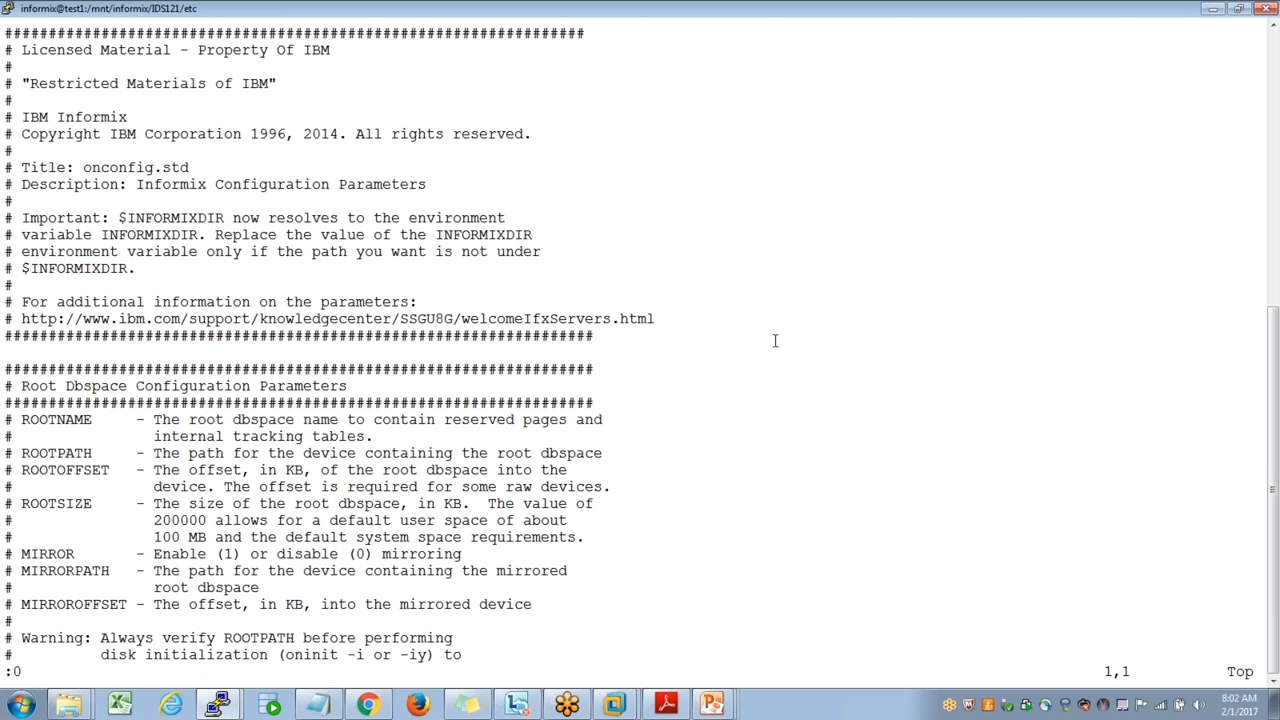 informix@test1:/mnt/informix/IDS121/etc
##################################################################
# Licensed Material - Property Of IBM
#
# "Restricted Materials of IBM"
#
# IBM Informix
# Copyright IBM Corporation 1996, 2014. All rights reserved.
#
# Title: onconfig.std
# Description: Informix Configuration Parameters
#
# Important: $INFORMIXDIR now resolves to the environment
# variable INFORMIXDIR. Replace the value of the INFORMIXDIR
# environment variable only if the path you want is not under
# $INFORMIXDIR.
#
# For additional information on the parameters:
# http://www.ibm.com/support/knowledgecenter/SSGU8G/welcomeIfxServers.html
###################################################################
###################################################################
# Root Dbspace Configuration Parameters
###################################################################
# ROOTNAME     - The root dbspace name to contain reserved pages and
#                internal tracking tables.
# ROOTPATH     - The path for the device containing the root dbspace
# ROOTOFFSET   - The offset, in KB, of the root dbspace into the
#                device. The offset is required for some raw devices.
# ROOTSIZE     - The size of the root dbspace, in KB.  The value of
#                200000 allows for a default user space of about
#                100 MB and the default system space requirements.
# MIRROR       - Enable (1) or disable (0) mirroring
# MIRRORPATH   - The path for the device containing the mirrored
#                root dbspace
# MIRROROFFSET - The offset, in KB, into the mirrored device
#
# Warning: Always verify ROOTPATH before performing
#          disk initialization (oninit -i or -iy) to
:0 1,1 Top
8:02 AM
2/1/2017